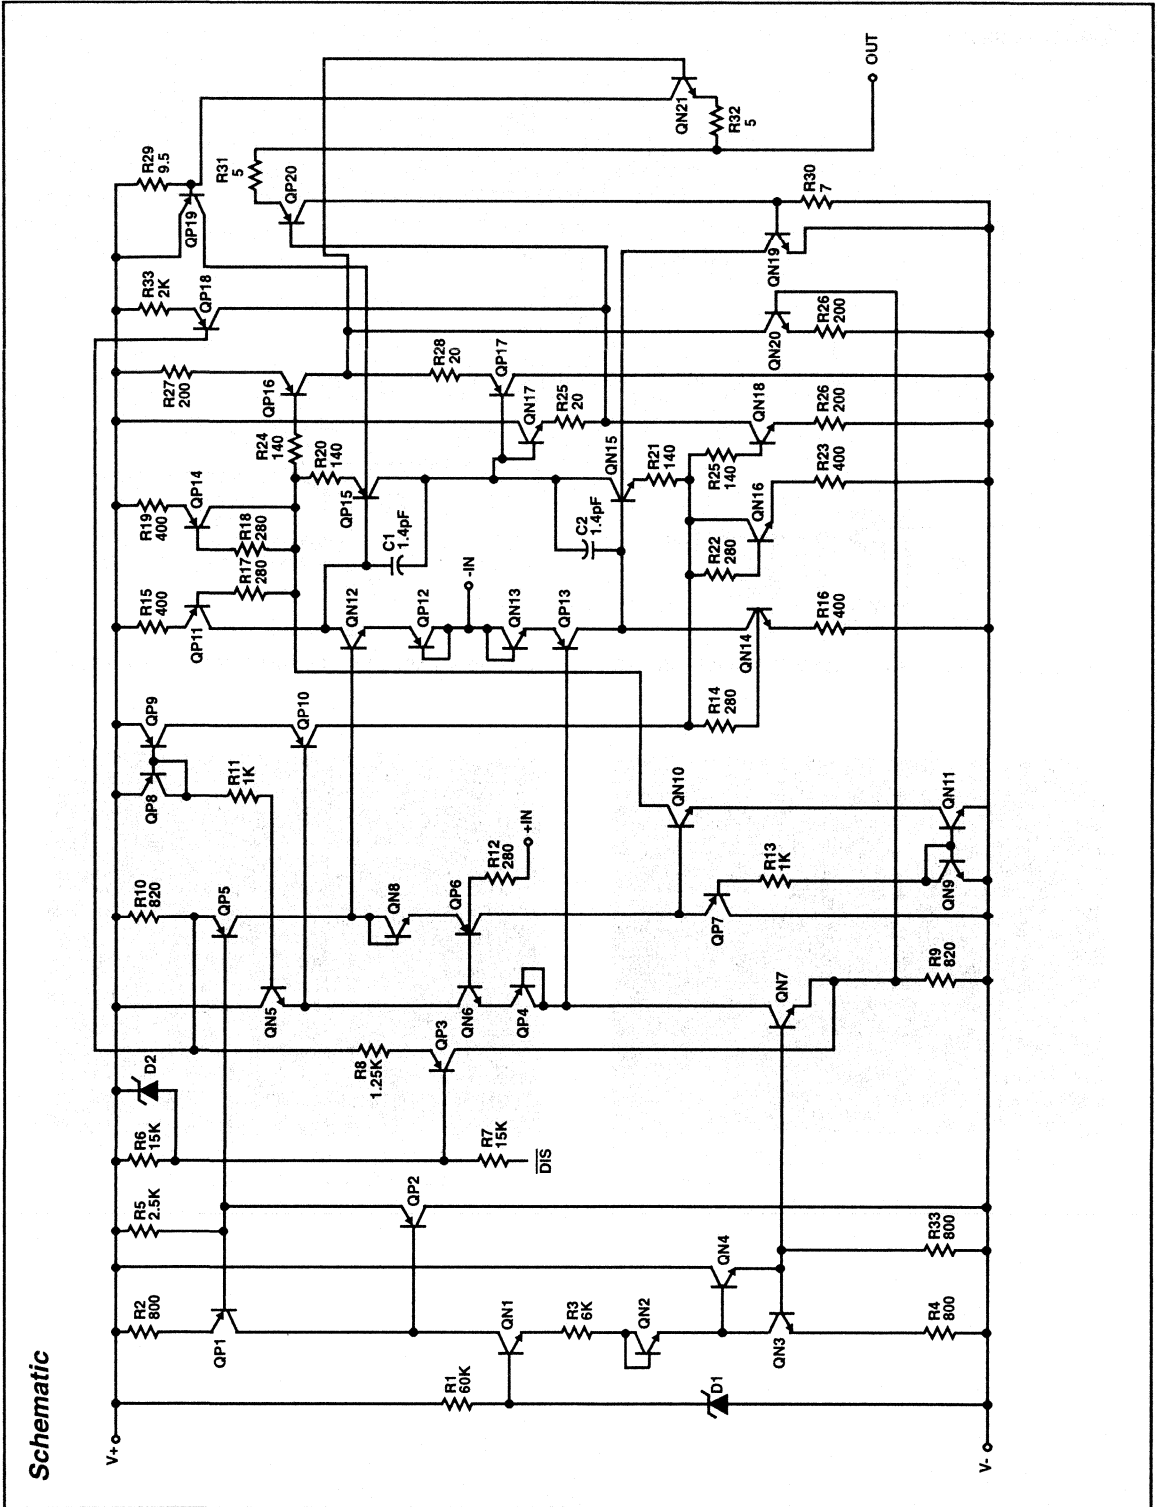 Schematic
V+
V-
R2
800
QP1
R1
60K
QN1
R3
6K
QN2
D1
QN4
QN3
R4
800
R33
800
R5
2.5K
QP2
R6
15K
D2
R7
15K
DIS
R8
1.25K
QP3
QN5
QN6
QP4
QN7
R9
820
R10
820
QP5
QN8
QP6
R12
280
+IN
QP7
R13
1K
QN9
QN11
QN10
QP8
QP9
R11
1K
QP10
R14
280
R15
400
QP11
R17
280
R18
280
QN12
QP12
-IN
QN13
QP13
QN14
R16
400
R19
400
QP14
R24
140
R20
140
QP15
C1
1.4pF
C2
1.4pF
QN15
R21
140
R22
280
QN16
R25
140
R23
400
R27
200
QP16
R28
20
QP17
QN17
R25
20
QN18
R26
200
R33
2K
QP18
QN20
R26
200
R29
9.5
QP19
R31
5
QP20
QN19
R30
7
QN21
R32
5
OUT